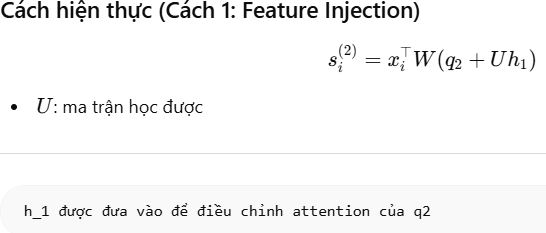 Cách hiện thực (Cách 1: Feature Injection)
s_i^{(2)} = x_i^⊤ W(q_2 + Uh_1)
• U: ma trận học được
h_1 được đưa vào để điều chỉnh attention của q2